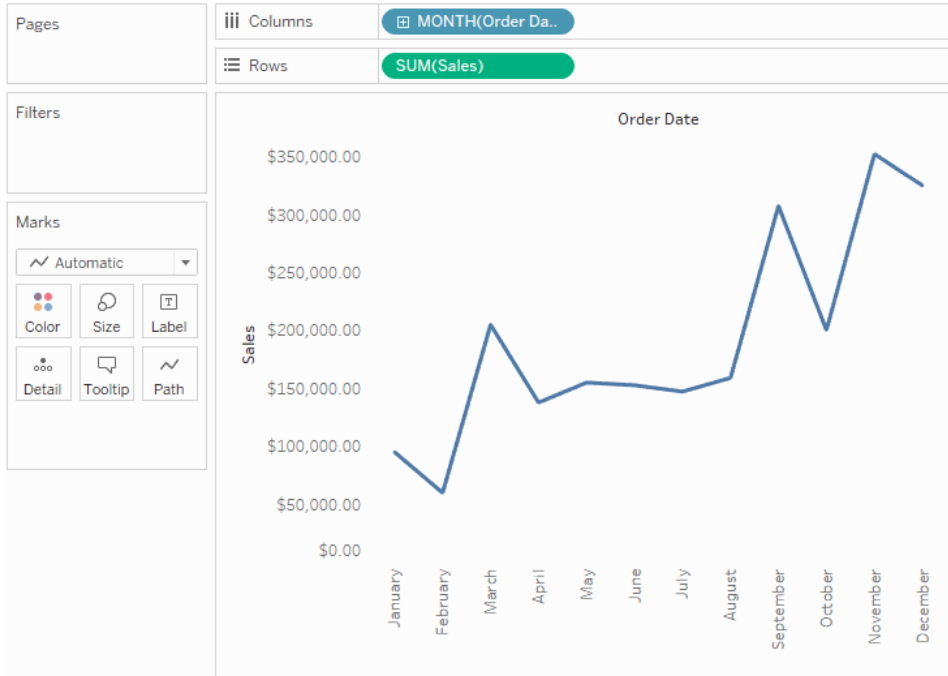 Pages
Columns
MONTH(Order Da..
Rows
SUM(Sales)
Filters
Marks
Automatic
Color
Size
Label
Detail
Tooltip
Path
Order Date
Sales
$350,000.00
$300,000.00
$250,000.00
$200,000.00
$150,000.00
$100,000.00
$50,000.00
$0.00
January
February
March
April
May
June
July
August
September
October
November
December